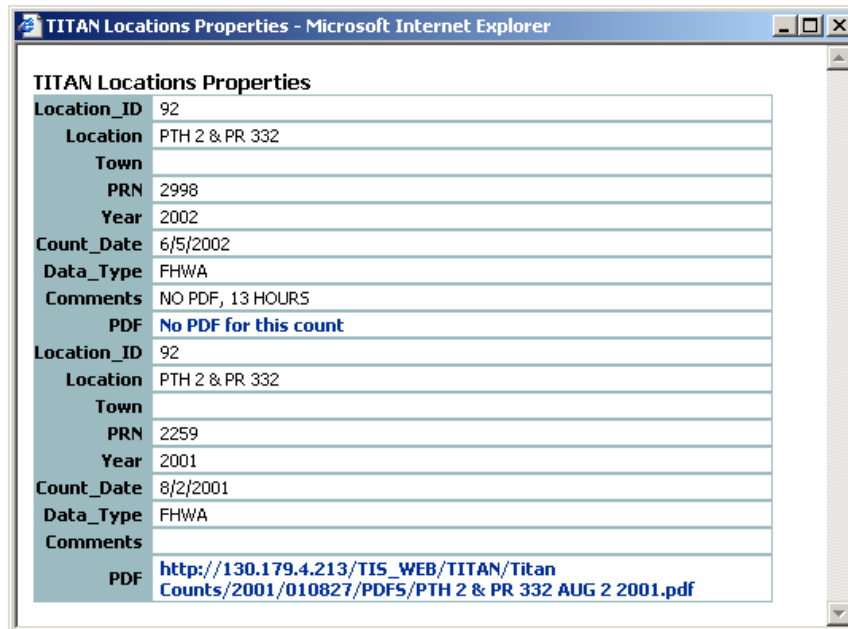 TITAN Locations Properties - Microsoft Internet Explorer
TITAN Locations Properties
Location_ID 92
Location PTH 2 & PR 332
Town
PRN 2998
Year 2002
Count_Date 6/5/2002
Data_Type FHWA
Comments NO PDF, 13 HOURS
PDF No PDF for this count
Location_ID 92
Location PTH 2 & PR 332
Town
PRN 2259
Year 2001
Count_Date 8/2/2001
Data_Type FHWA
Comments
PDF http://130.179.4.213/TIS_WEB/TITAN/Titan
Counts/2001/010827/PDFS/PTH 2 & PR 332 AUG 2 2001.pdf